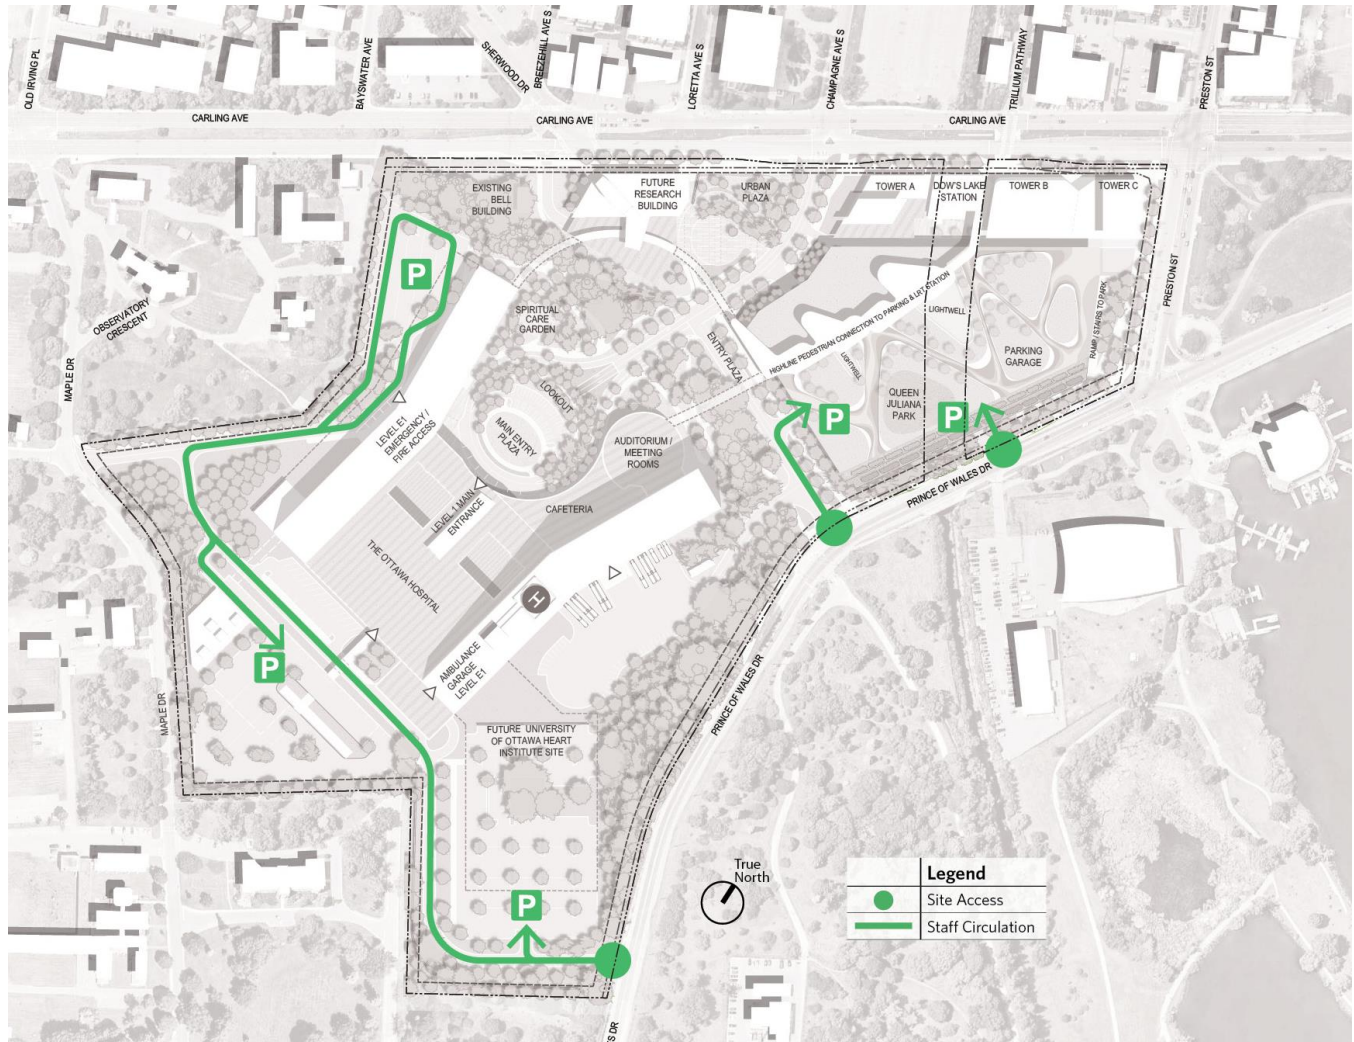 OLD IRVING PL
BAYSWATER AVE
SHERWOOD DR
BREEZEHILL AVE S
LORETTA AVE S
CHAMPAGNE AVE S
TRILLIUM PATHWAY
PRESTON ST
CARLING AVE
CARLING AVE
CARLING AVE
EXISTING
BELL
BUILDING
FUTURE
RESEARCH
BUILDING
URBAN
PLAZA
TOWER A
DOW'S LAKE
STATION
TOWER B
TOWER C
P
OBSERVATORY
CRESCENT
MAPLE DR
SPIRITUAL
CARE
GARDEN
ENTRY PLAZA
HIGHLINE PEDESTRIAN CONNECTION TO PARKING & LRT STATION
LIGHTWELL
LIGHTWELL
PARKING
GARAGE
RAMP / STAIRS TO PARK
PRESTON ST
LOOKOUT
MAIN ENTRY
PLAZA
AUDITORIUM /
MEETING
ROOMS
QUEEN
JULIANA
PARK
P
P
LEVEL E1
EMERGENCY /
FIRE ACCESS
LEVEL 1 MAIN
ENTRANCE
CAFETERIA
PRINCE OF WALES DR
THE OTTAWA HOSPITAL
H
AMBULANCE
GARAGE
LEVEL E1
P
MAPLE DR
PRINCE OF WALES DR
FUTURE UNIVERSITY
OF OTTAWA HEART
INSTITUTE SITE
P
True
North
Legend
Site Access
Staff Circulation